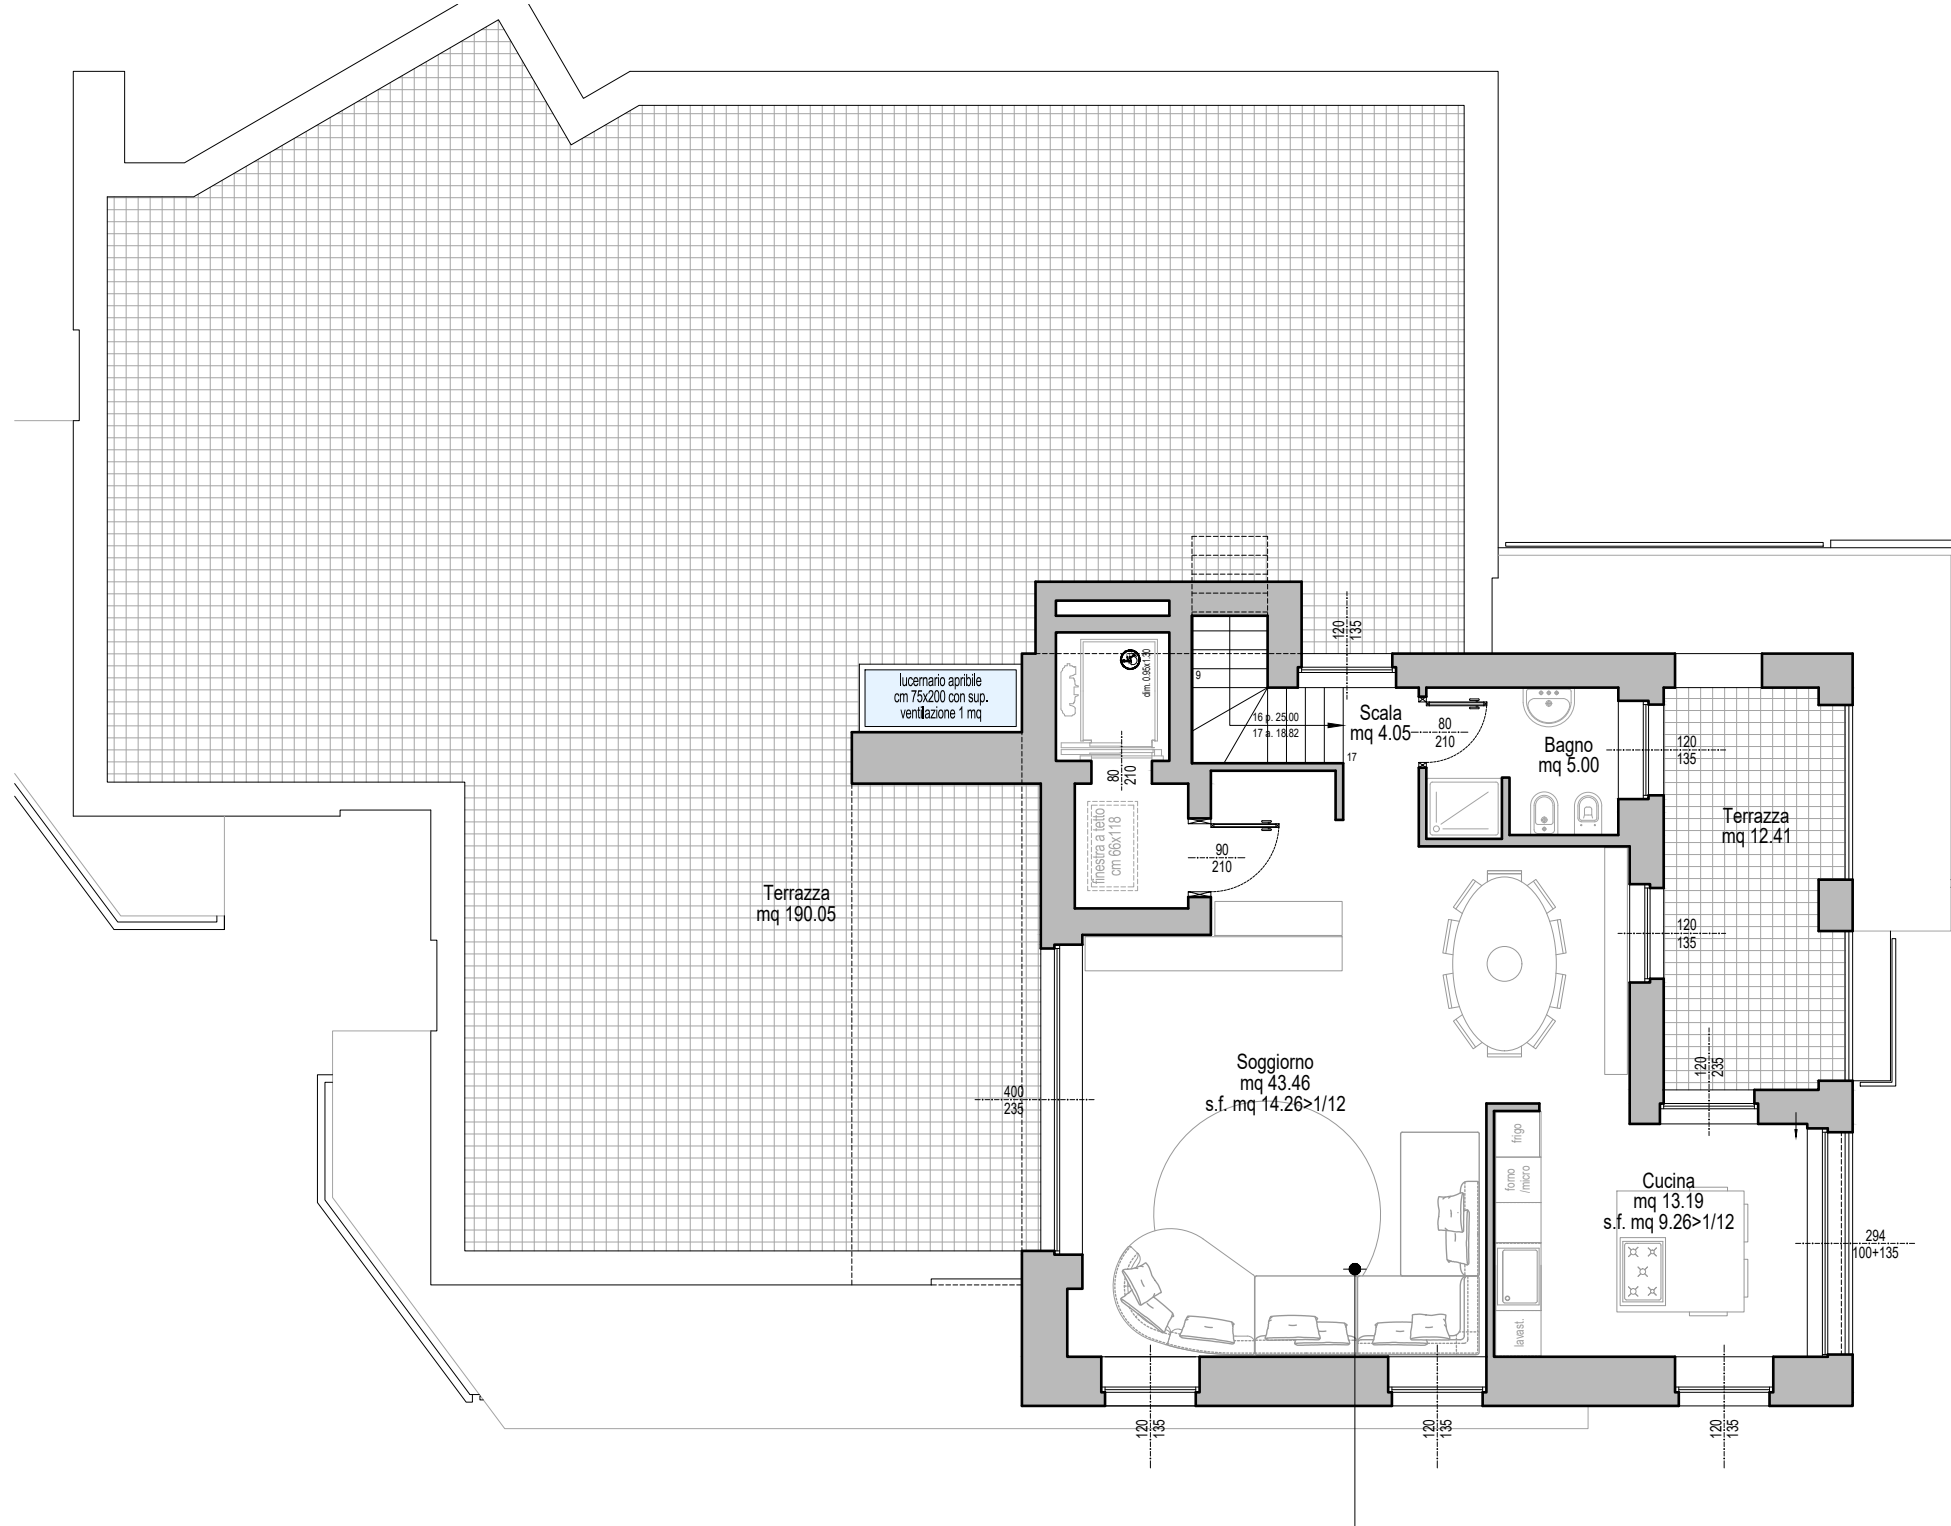 120
135
lucernario apribile
cm 75x200 con sup.
ventilazione 1 mq
dim. 0.95x1.30
9
16 p. 25.00
17 a. 18.82
17
Scala
mq 4.05
80
210
Bagno
mq 5.00
120
135
80
210
finestra a tetto
cm 66x118
90
210
Terrazza
mq 12.41
Terrazza
mq 190.05
120
135
Soggiorno
mq 43.46
s.f. mq 14.26>1/12
400
235
120
235
frigo
forno
/micro
Cucina
mq 13.19
s.f. mq 9.26>1/12
294
100+135
lavast.
120
135
120
135
120
135